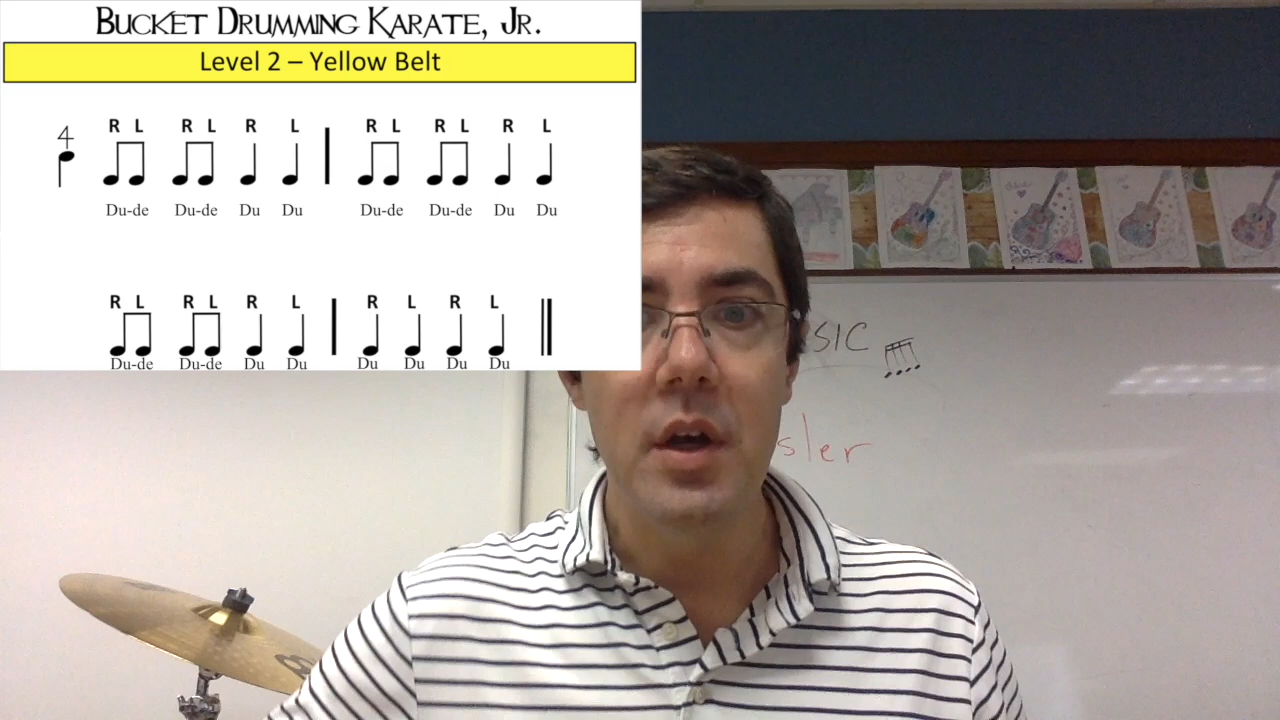 BUCKET DRUMMING KARATE, JR.
Level 2 – Yellow Belt
4
R L R L R L R L R L R L
Du-de Du-de Du Du Du-de Du-de Du Du
R L R L R L R L R L
Du-de Du-de Du Du Du Du Du Du
SIC
sler